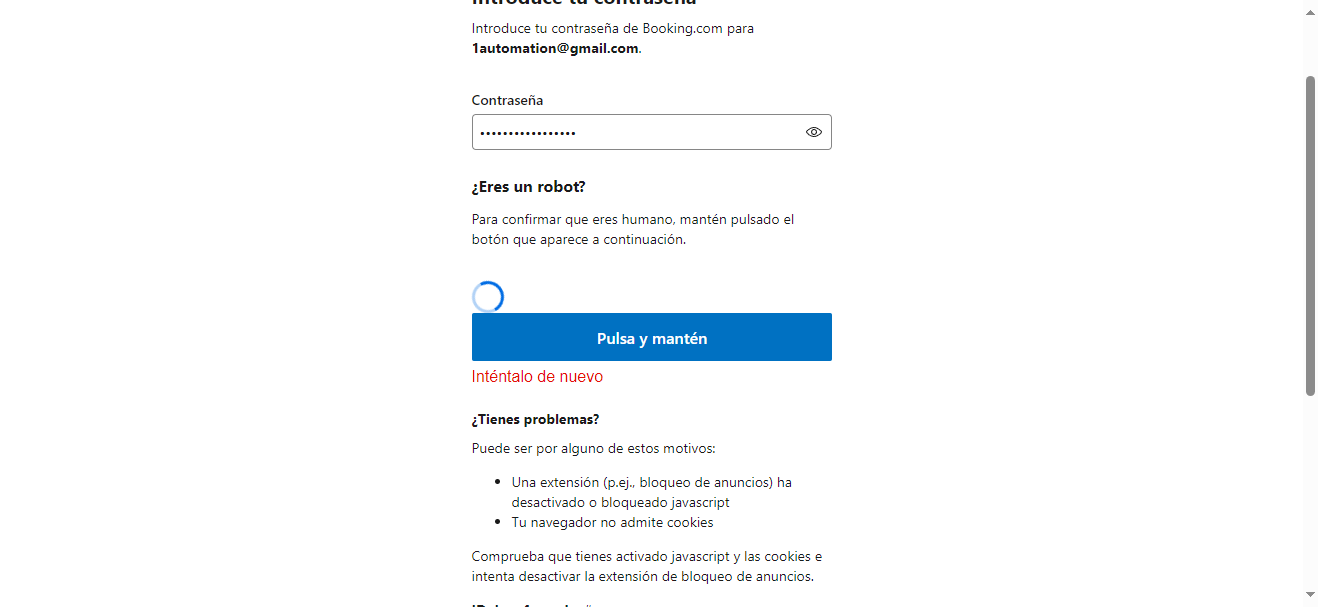 Introduce tu contraseña
Introduce tu contraseña de Booking.com para
1automation@gmail.com.
Contraseña
¿Eres un robot?
Para confirmar que eres humano, mantén pulsado el
botón que aparece a continuación.
Pulsa y mantén
Inténtalo de nuevo
¿Tienes problemas?
Puede ser por alguno de estos motivos:
Una extensión (p.ej., bloqueo de anuncios) ha
desactivado o bloqueado javascript
Tu navegador no admite cookies
Comprueba que tienes activado javascript y las cookies e
intenta desactivar la extensión de bloqueo de anuncios.